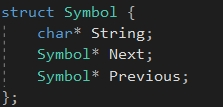 struct Symbol {
    char* String;
    Symbol* Next;
    Symbol* Previous;
};